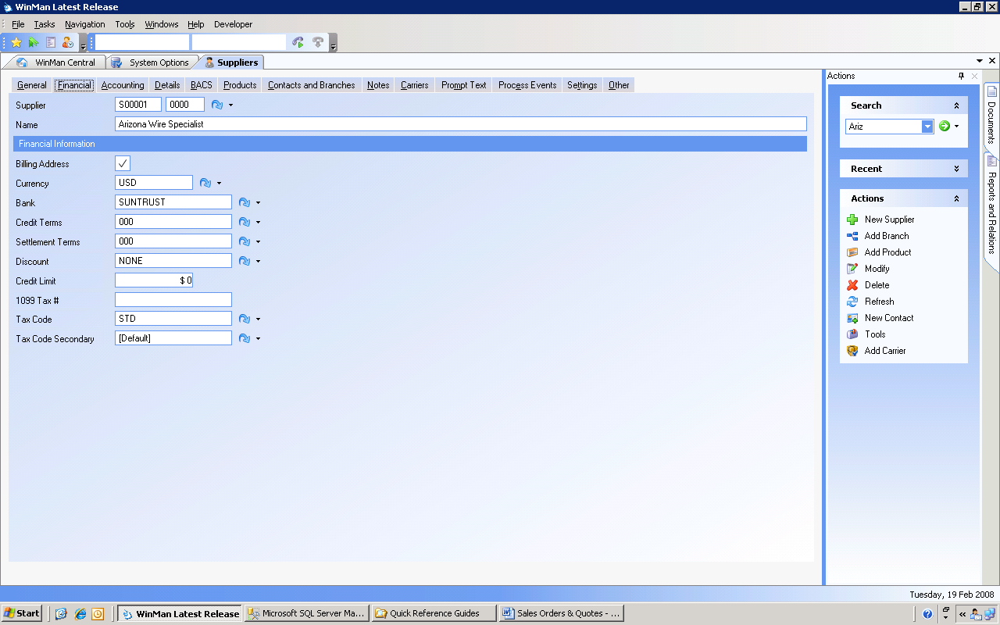 WinMan Latest Release
File Tasks Navigation Tools Windows Help Developer
WinMan Central System Options Suppliers
General Financial Accounting Details BACS Products Contacts and Branches Notes Carriers Prompt Text Process Events Settings Other
Supplier S00001 0000
Name Arizona Wire Specialist
Financial Information
Billing Address
Currency USD
Bank SUNTRUST
Credit Terms 000
Settlement Terms 000
Discount NONE
Credit Limit $ 0
1099 Tax #
Tax Code STD
Tax Code Secondary [Default]
Actions
Search
Ariz
Recent
Actions
New Supplier
Add Branch
Add Product
Modify
Delete
Refresh
New Contact
Tools
Add Carrier
Documents
Reports and Relations
Tuesday, 19 Feb 2008
Start WinMan Latest Release Microsoft SQL Server Ma... Quick Reference Guides Sales Orders & Quotes - ...